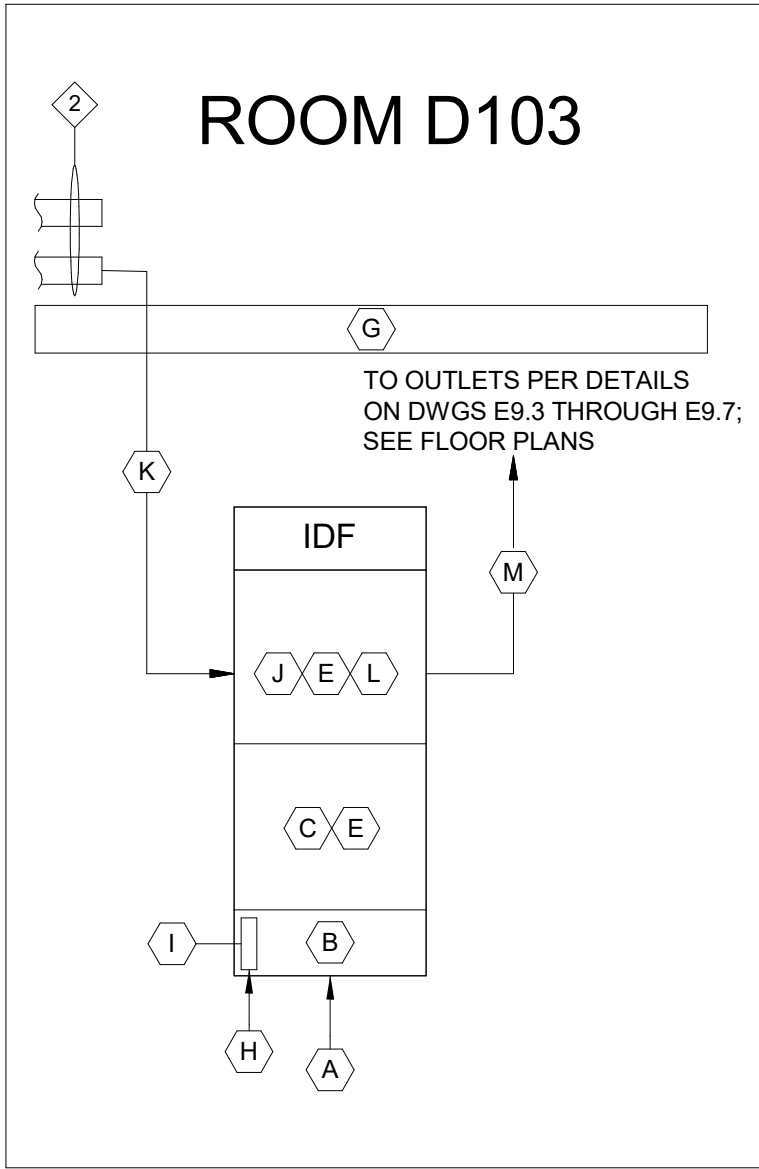 2
ROOM D103
G
TO OUTLETS PER DETAILS
ON DWGS E9.3 THROUGH E9.7;
SEE FLOOR PLANS
K
IDF
M
J E L
C E
I
B
H
A